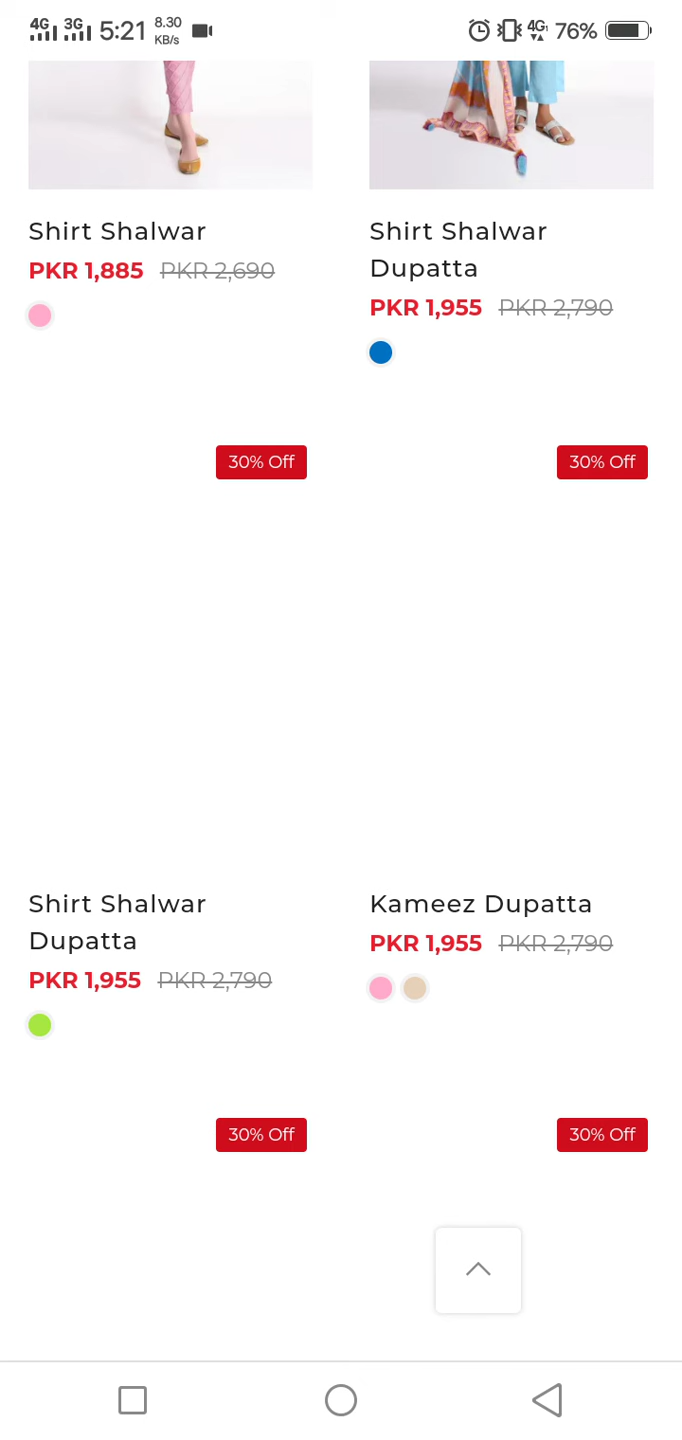 4G 3G 5:21 8.30 KB/s 4G 76%
Shirt Shalwar
PKR 1,885 PKR 2,690
Shirt Shalwar
Dupatta
PKR 1,955 PKR 2,790
30% Off
30% Off
Shirt Shalwar
Dupatta
PKR 1,955 PKR 2,790
Kameez Dupatta
PKR 1,955 PKR 2,790
30% Off
30% Off